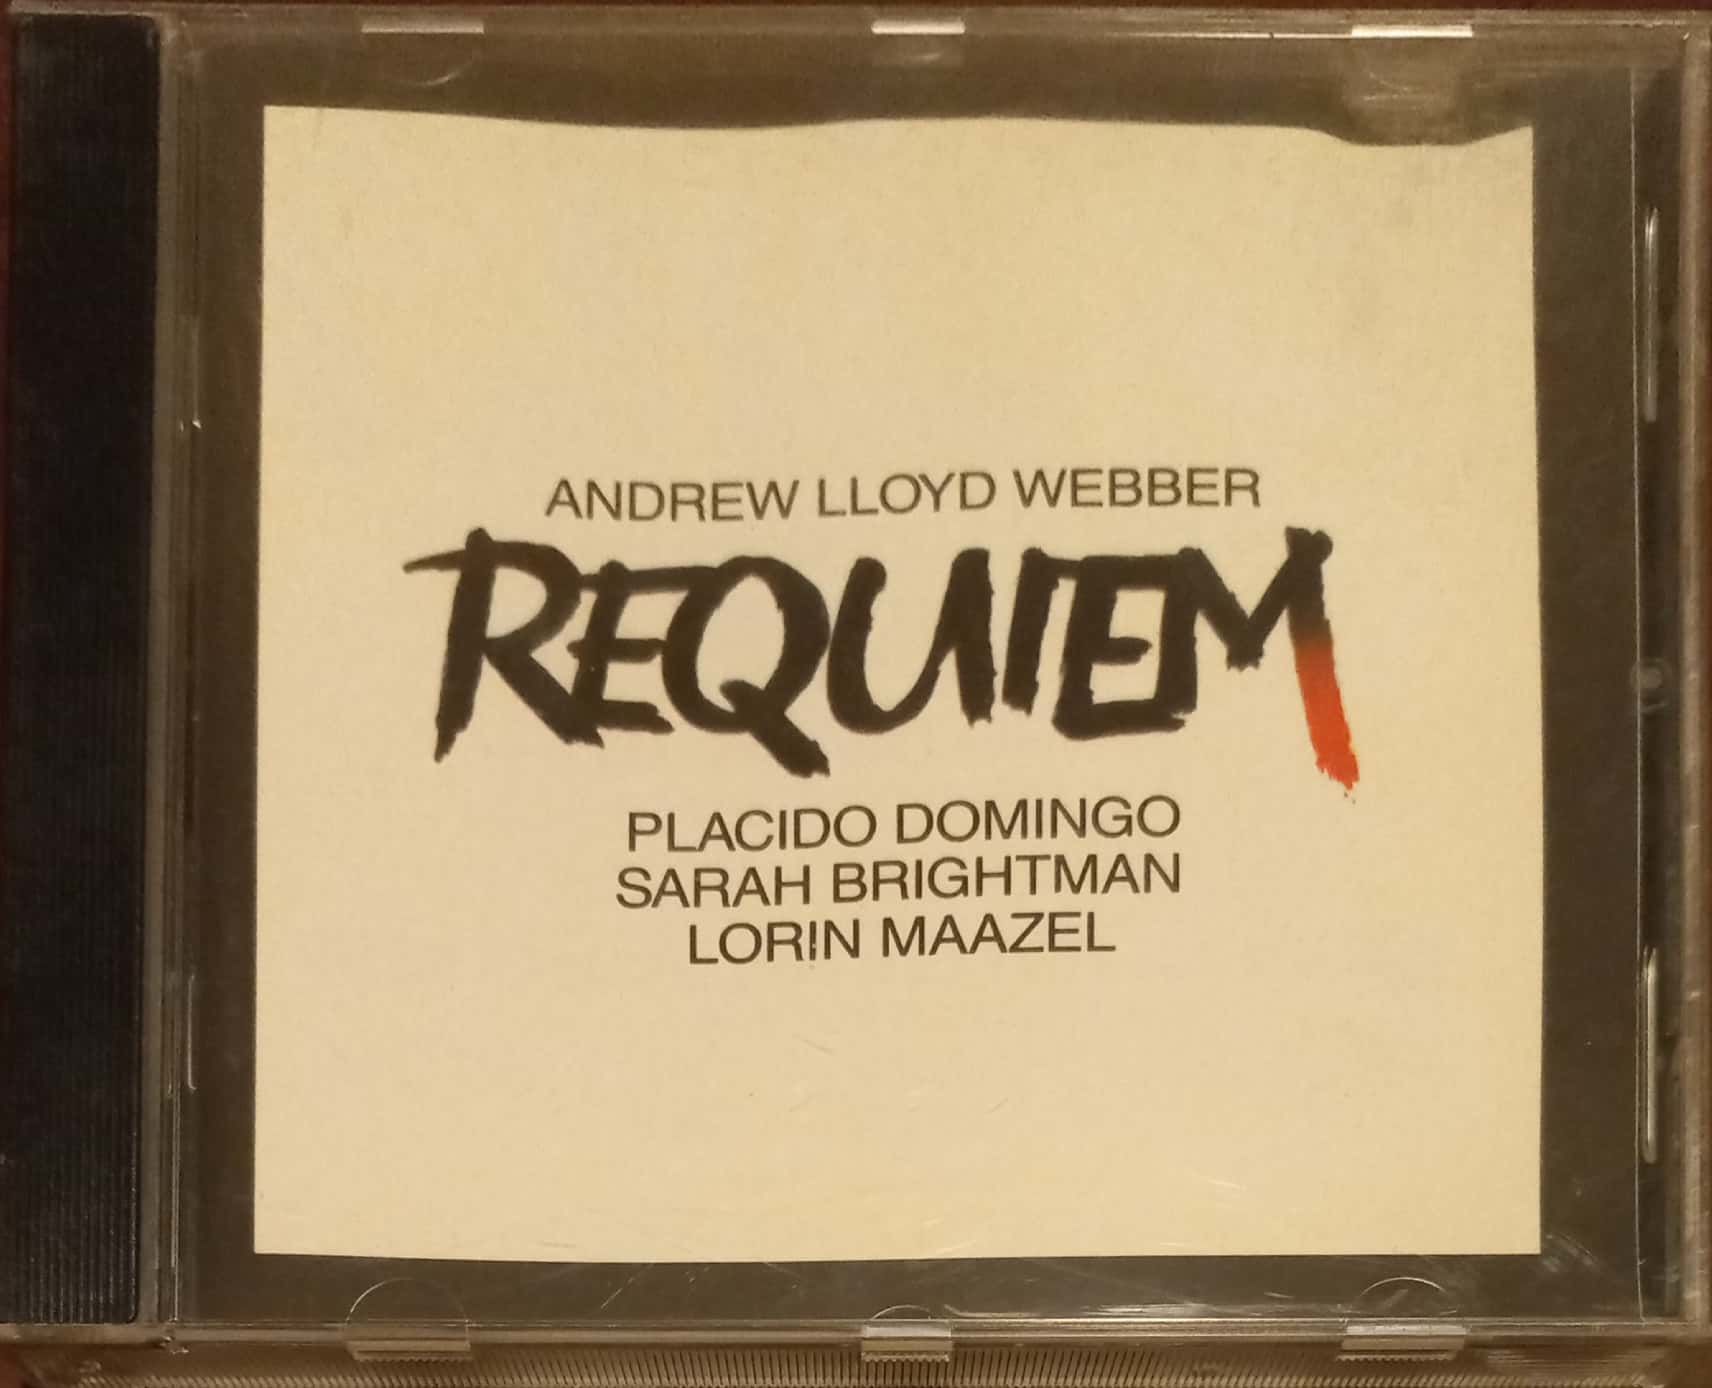 ANDREW LLOYD WEBBER
REQUIEM
PLACIDO DOMINGO
SARAH BRIGHTMAN
LORIN MAAZEL